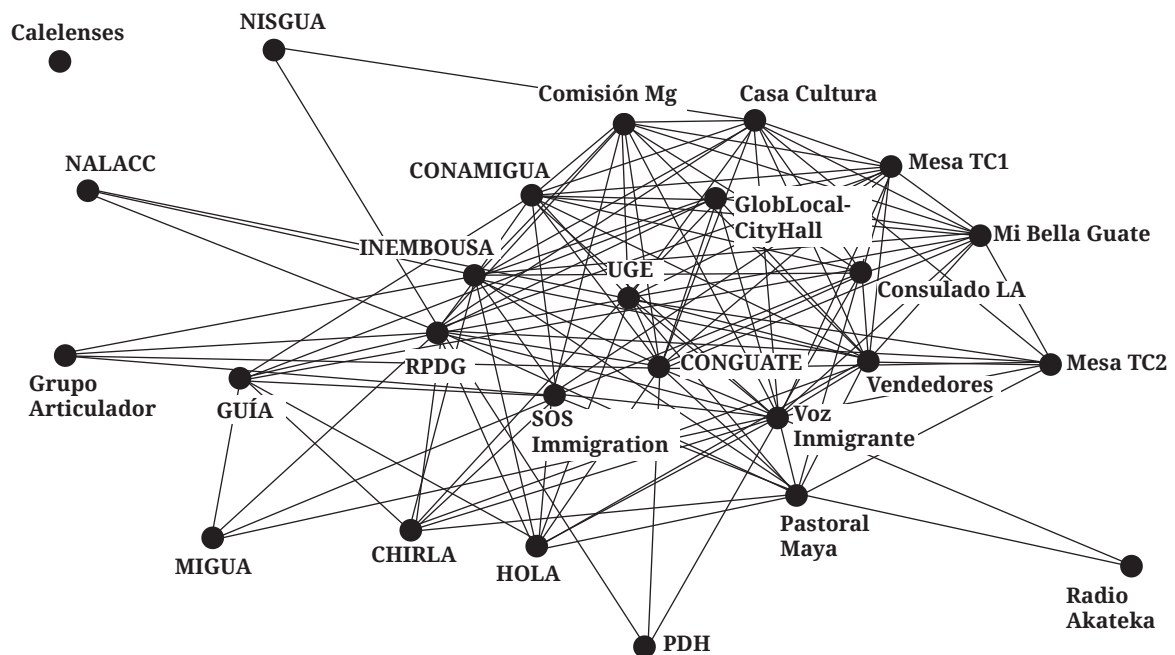 NISGUA
Calelenses
Comisión Mg
Casa Cultura
NALACC
CONAMIGUA
Mesa TC1
GlobLocal-
CityHall
INEMBOUSA
Mi Bella Guate
UGE
Consulado LA
RPDG
CONGUATE
Mesa TC2
Grupo
Articulador
Vendedores
GUÍA
SOS
Immigration
Voz
Inmigrante
Pastoral
Maya
CHIRLA
MIGUA
HOLA
Radio
Akateka
PDH